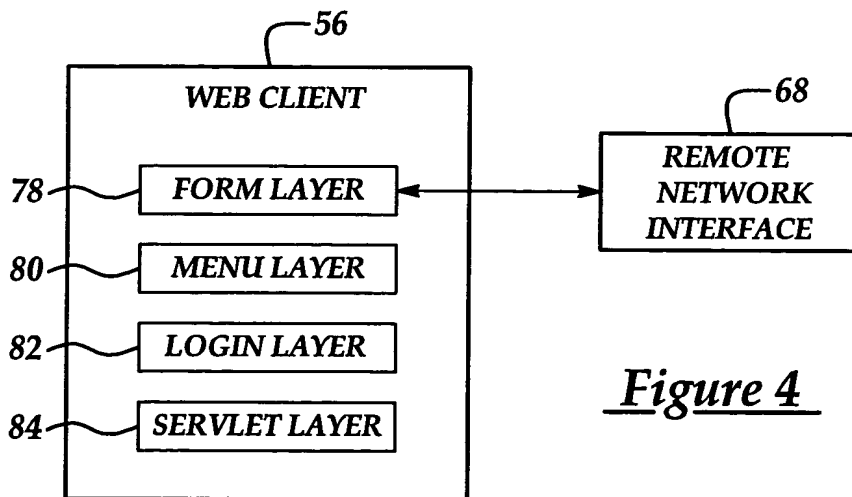 56
WEB CLIENT
68
REMOTE
NETWORK
INTERFACE
78
FORM LAYER
80
MENU LAYER
82
LOGIN LAYER
84
SERVLET LAYER
Figure 4